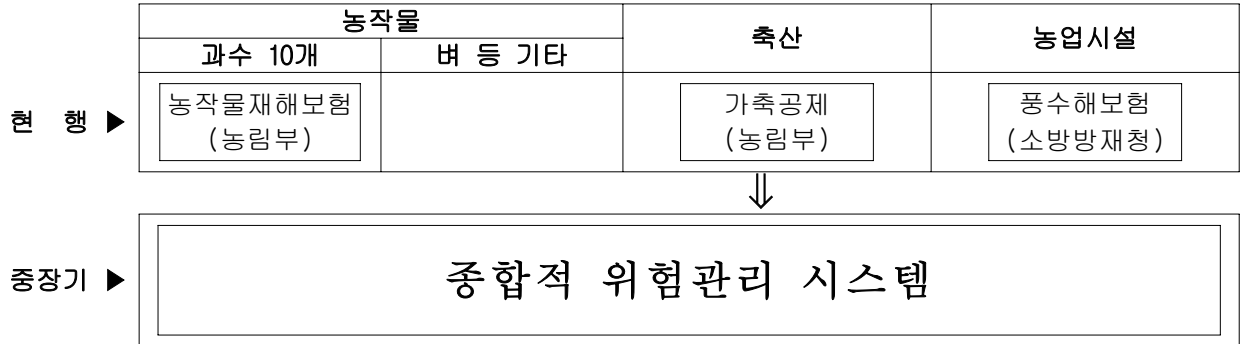 농작물
축산
농업시설
과수 10개
벼 등 기타
현 행 ▶
농작물재해보험
(농림부)
가축공제
(농림부)
풍수해보험
(소방방재청)
⇓
중장기 ▶
종합적 위험관리 시스템